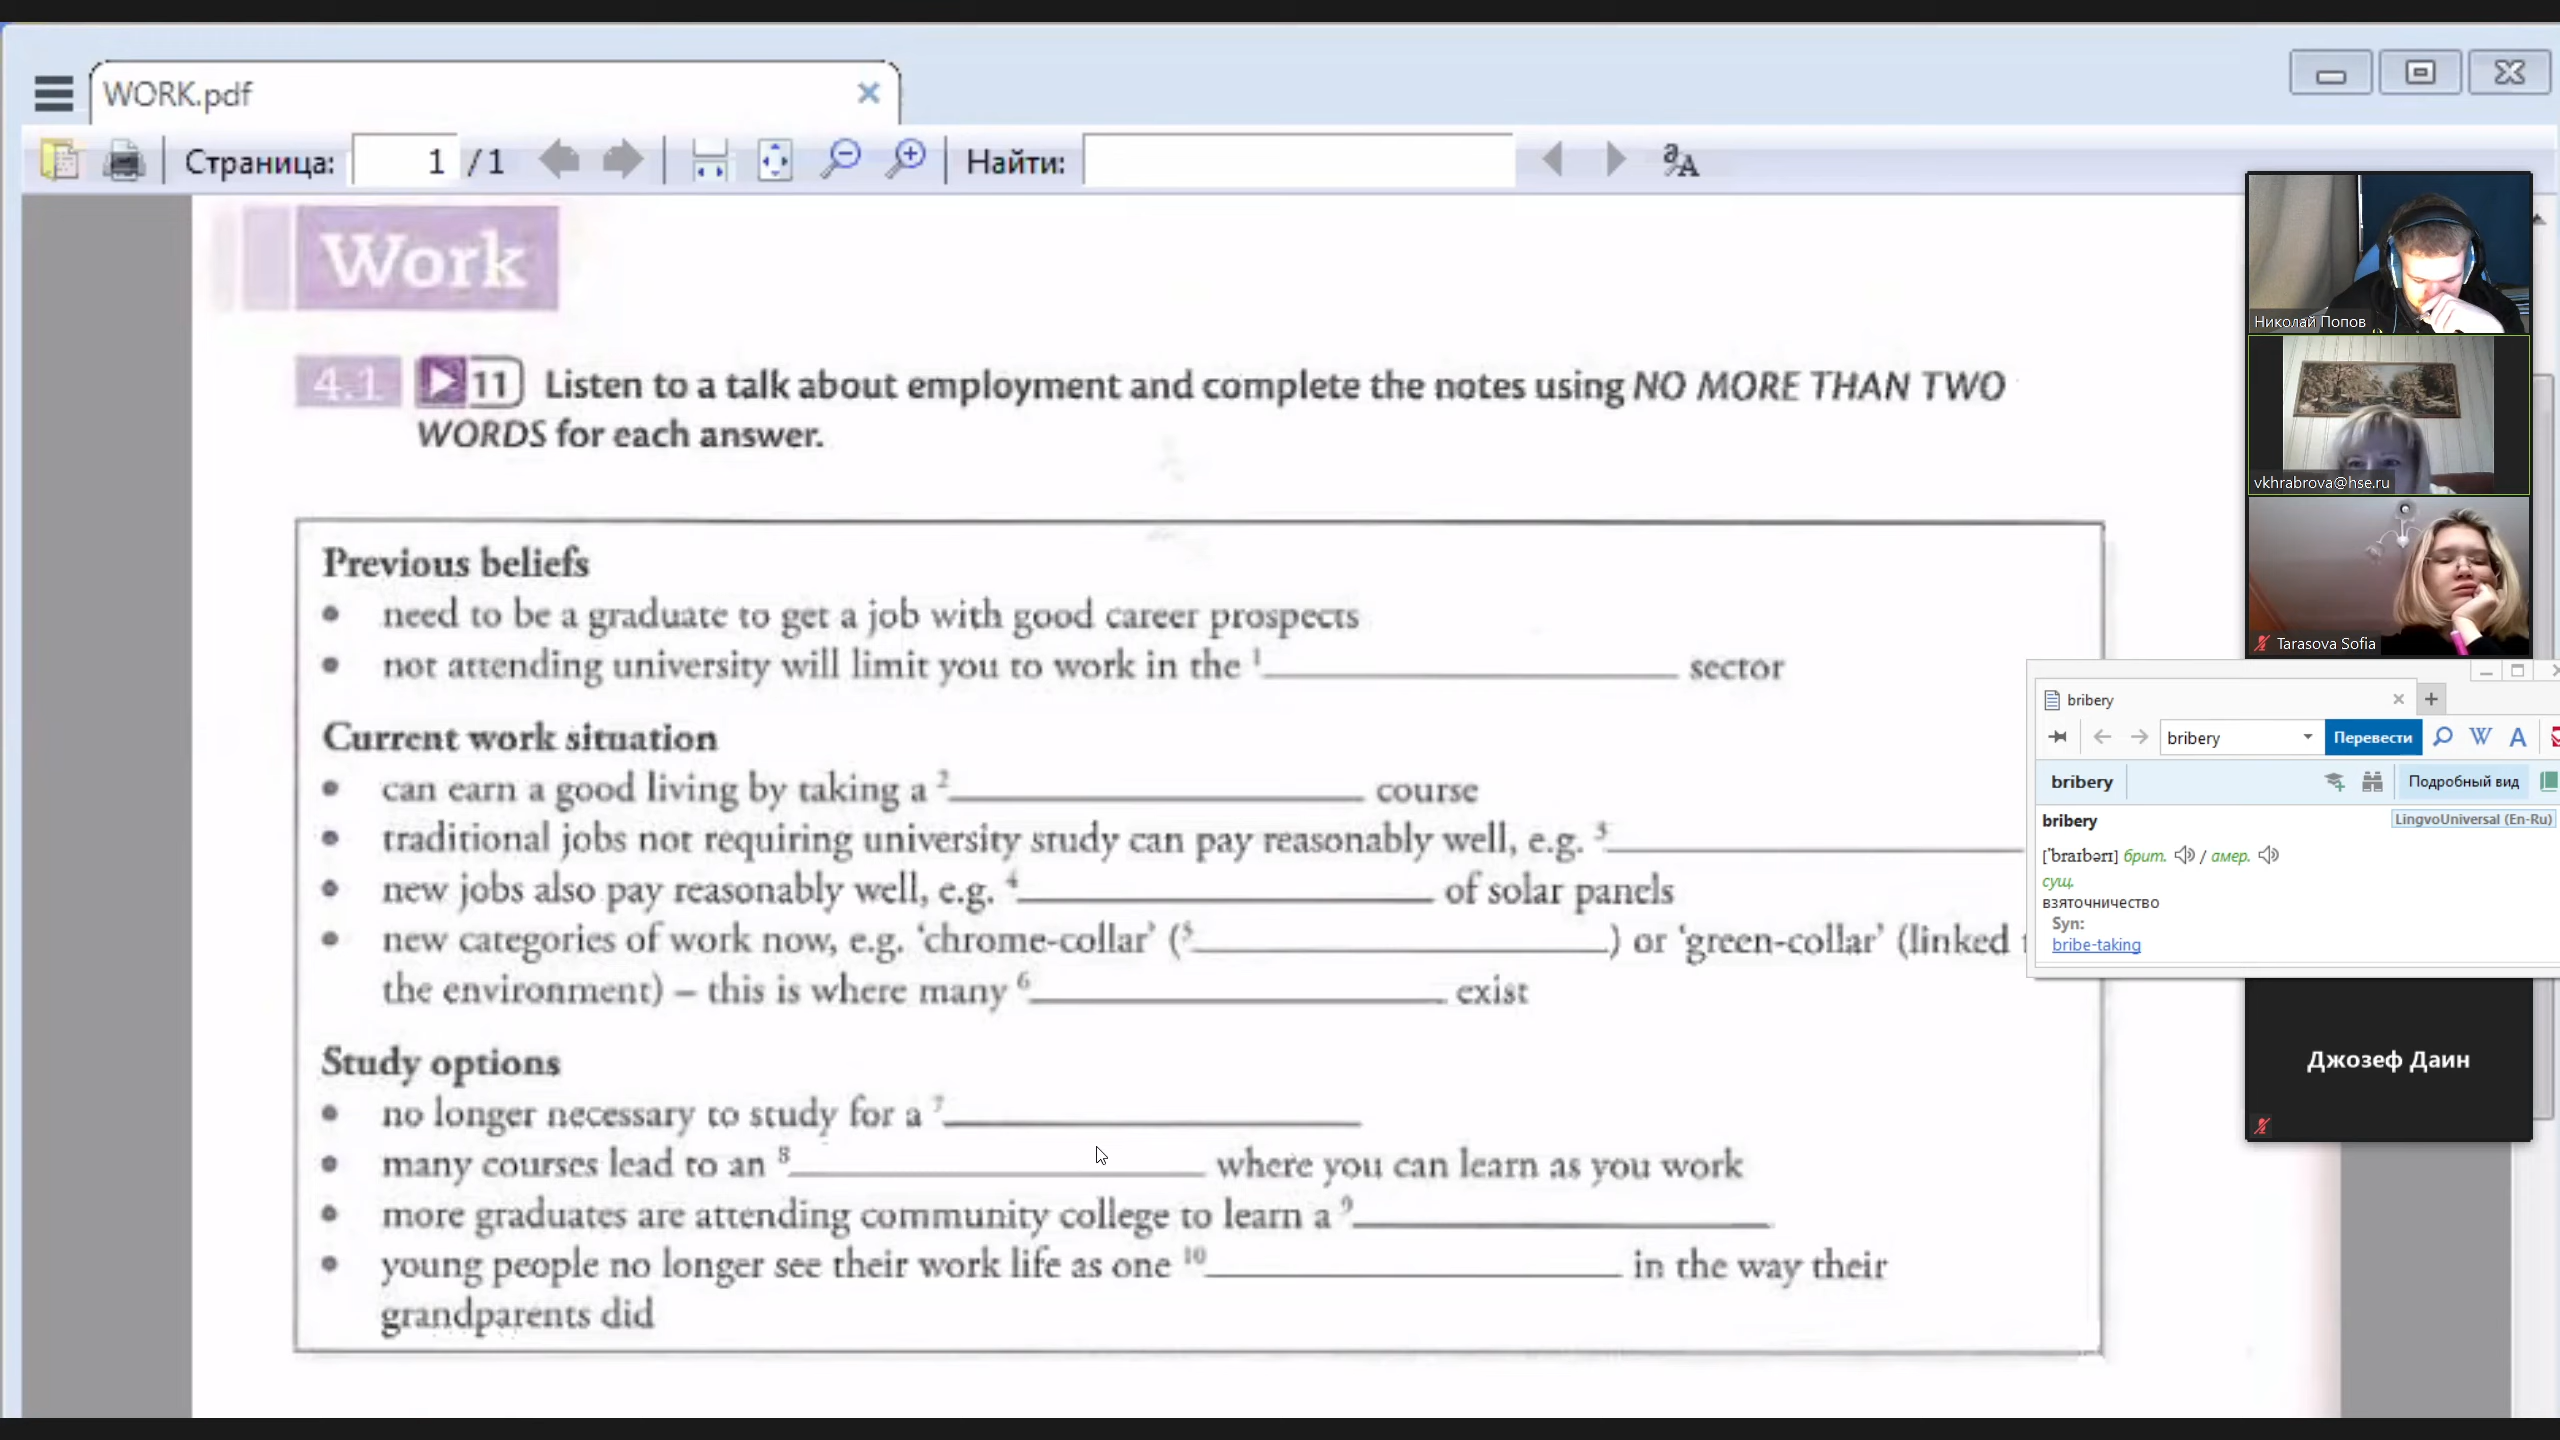 WORK.pdf
Страница: 1 / 1 Найти:
Work
4.1 11 Listen to a talk about employment and complete the notes using NO MORE THAN TWO
WORDS for each answer.
Previous beliefs
• need to be a graduate to get a job with good career prospects
• not attending university will limit you to work in the 1 sector
Current work situation
• can earn a good living by taking a 2 course
• traditional jobs not requiring university study can pay reasonably well, e.g. 3
• new jobs also pay reasonably well, e.g. 4 of solar panels
• new categories of work now, e.g. ‘chrome-collar’ (5 ) or ‘green-collar’ (linked
the environment) – this is where many 6 exist
Study options
• no longer necessary to study for a 7
• many courses lead to an 8 where you can learn as you work
• more graduates are attending community college to learn a 9
• young people no longer see their work life as one 10 in the way their
grandparents did
Николай Попов
vkhrabrova@hse.ru
Tarasova Sofia
bribery
bribery Перевести W A
bribery Подробный вид
bribery LingvoUniversal (En-Ru)
['braɪbərɪ] брит. / амер.
сущ.
взяточничество
Syn:
bribe-taking
Джозеф Даин